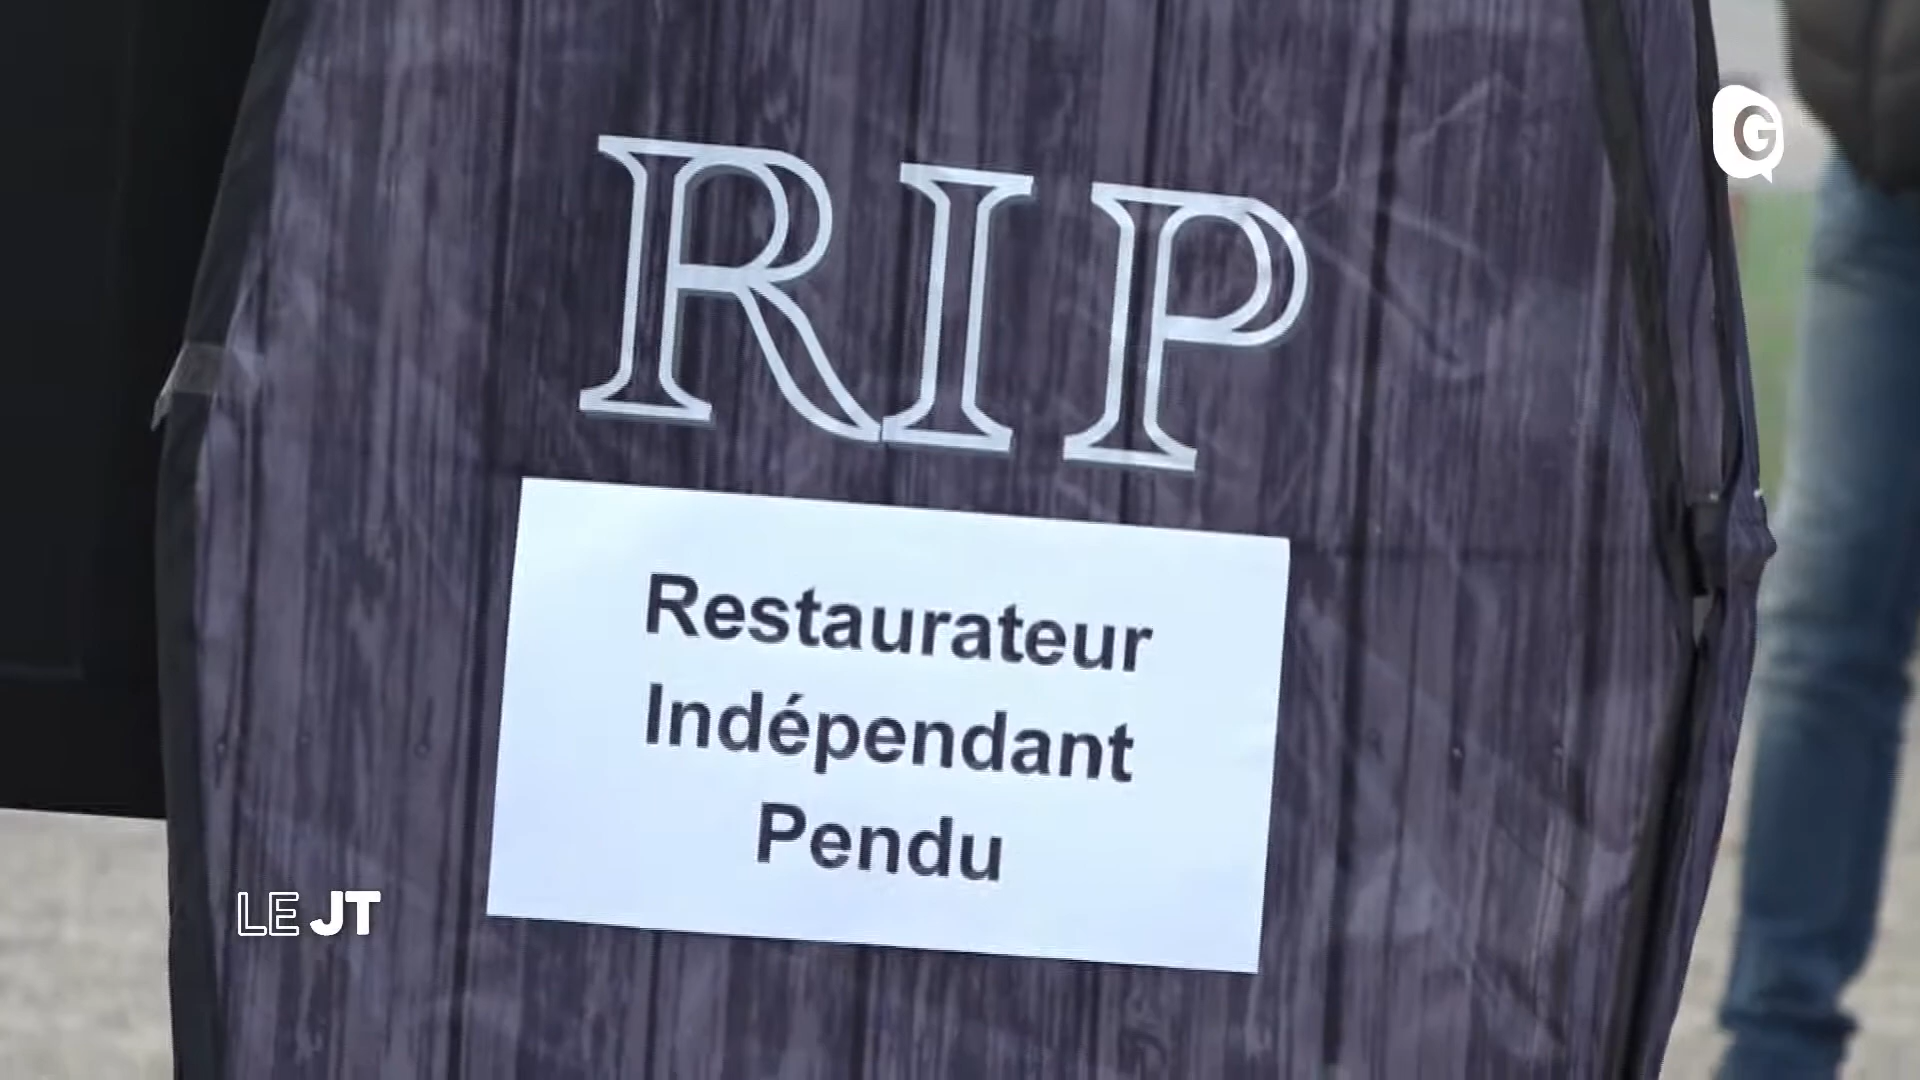 G
RIP
Restaurateur
Indépendant
Pendu
LE JT